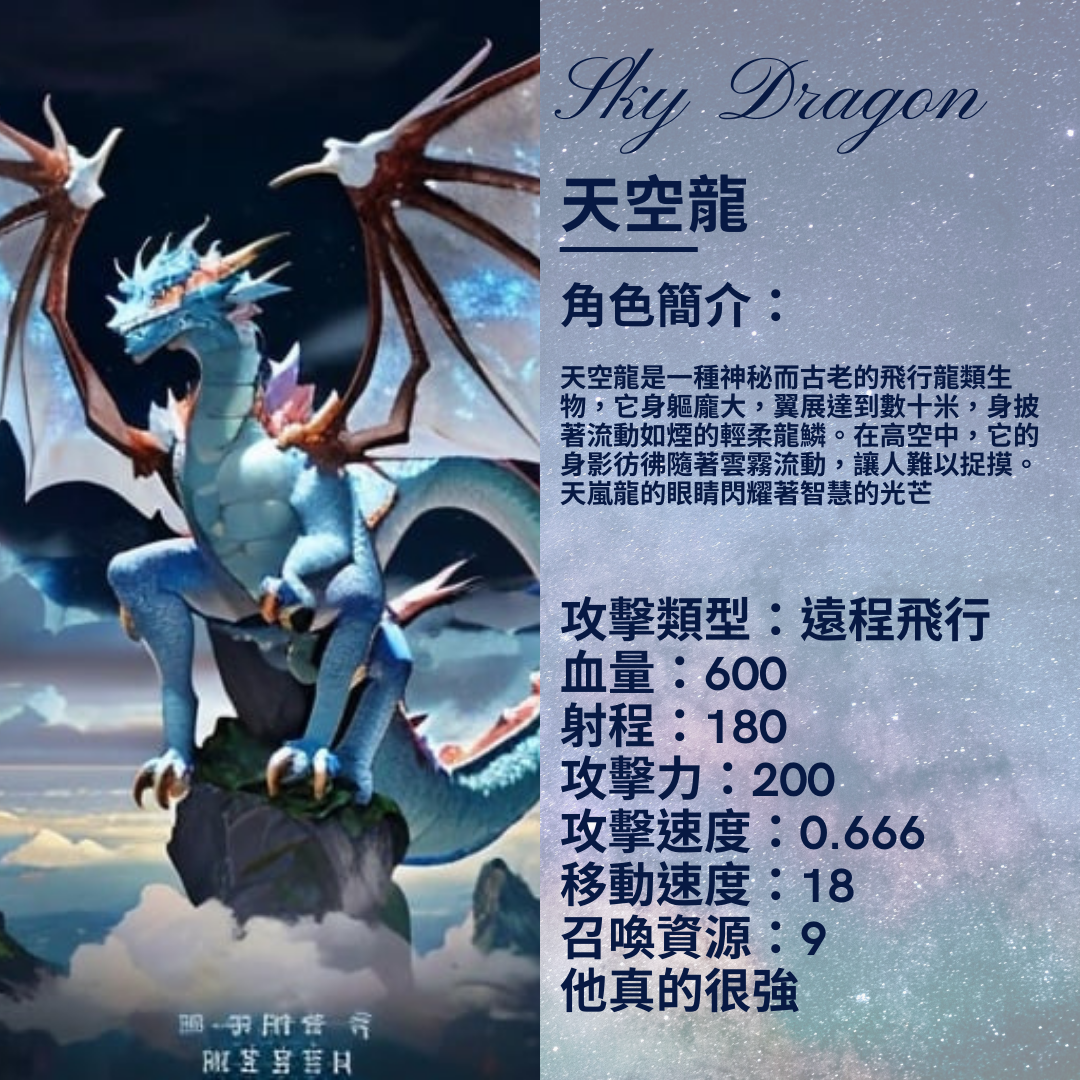 Sky Dragon
天空龍
角色簡介：
天空龍是一種神秘而古老的飛行龍類生
物，它身軀龐大，翼展達到數十米，身披
著流動如煙的輕柔龍鱗。在高空中，它的
身影彷彿隨著雲霧流動，讓人難以捉摸。
天嵐龍的眼睛閃耀著智慧的光芒
攻擊類型：遠程飛行
血量：600
射程：180
攻擊力：200
攻擊速度：0.666
移動速度：18
召喚資源：9
他真的很強